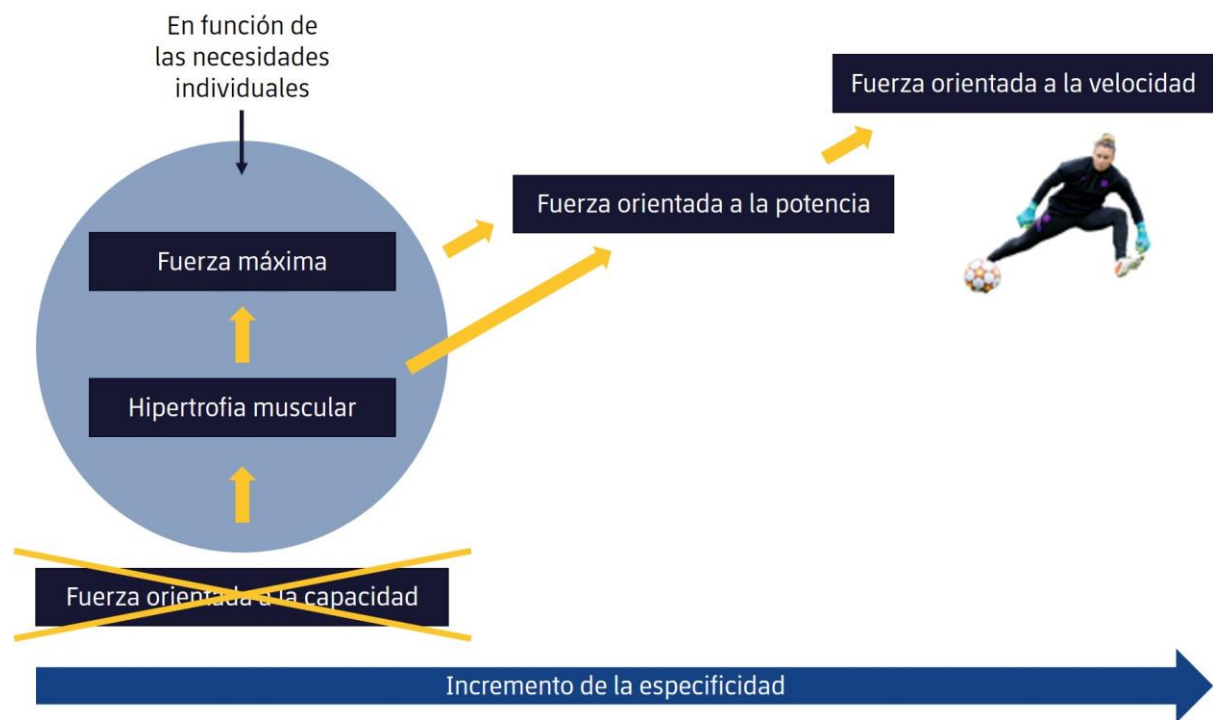 En función de
las necesidades
individuales
Fuerza orientada a la velocidad
Fuerza orientada a la potencia
Fuerza máxima
Hipertrofia muscular
Fuerza orientada a la capacidad
Incremento de la especificidad